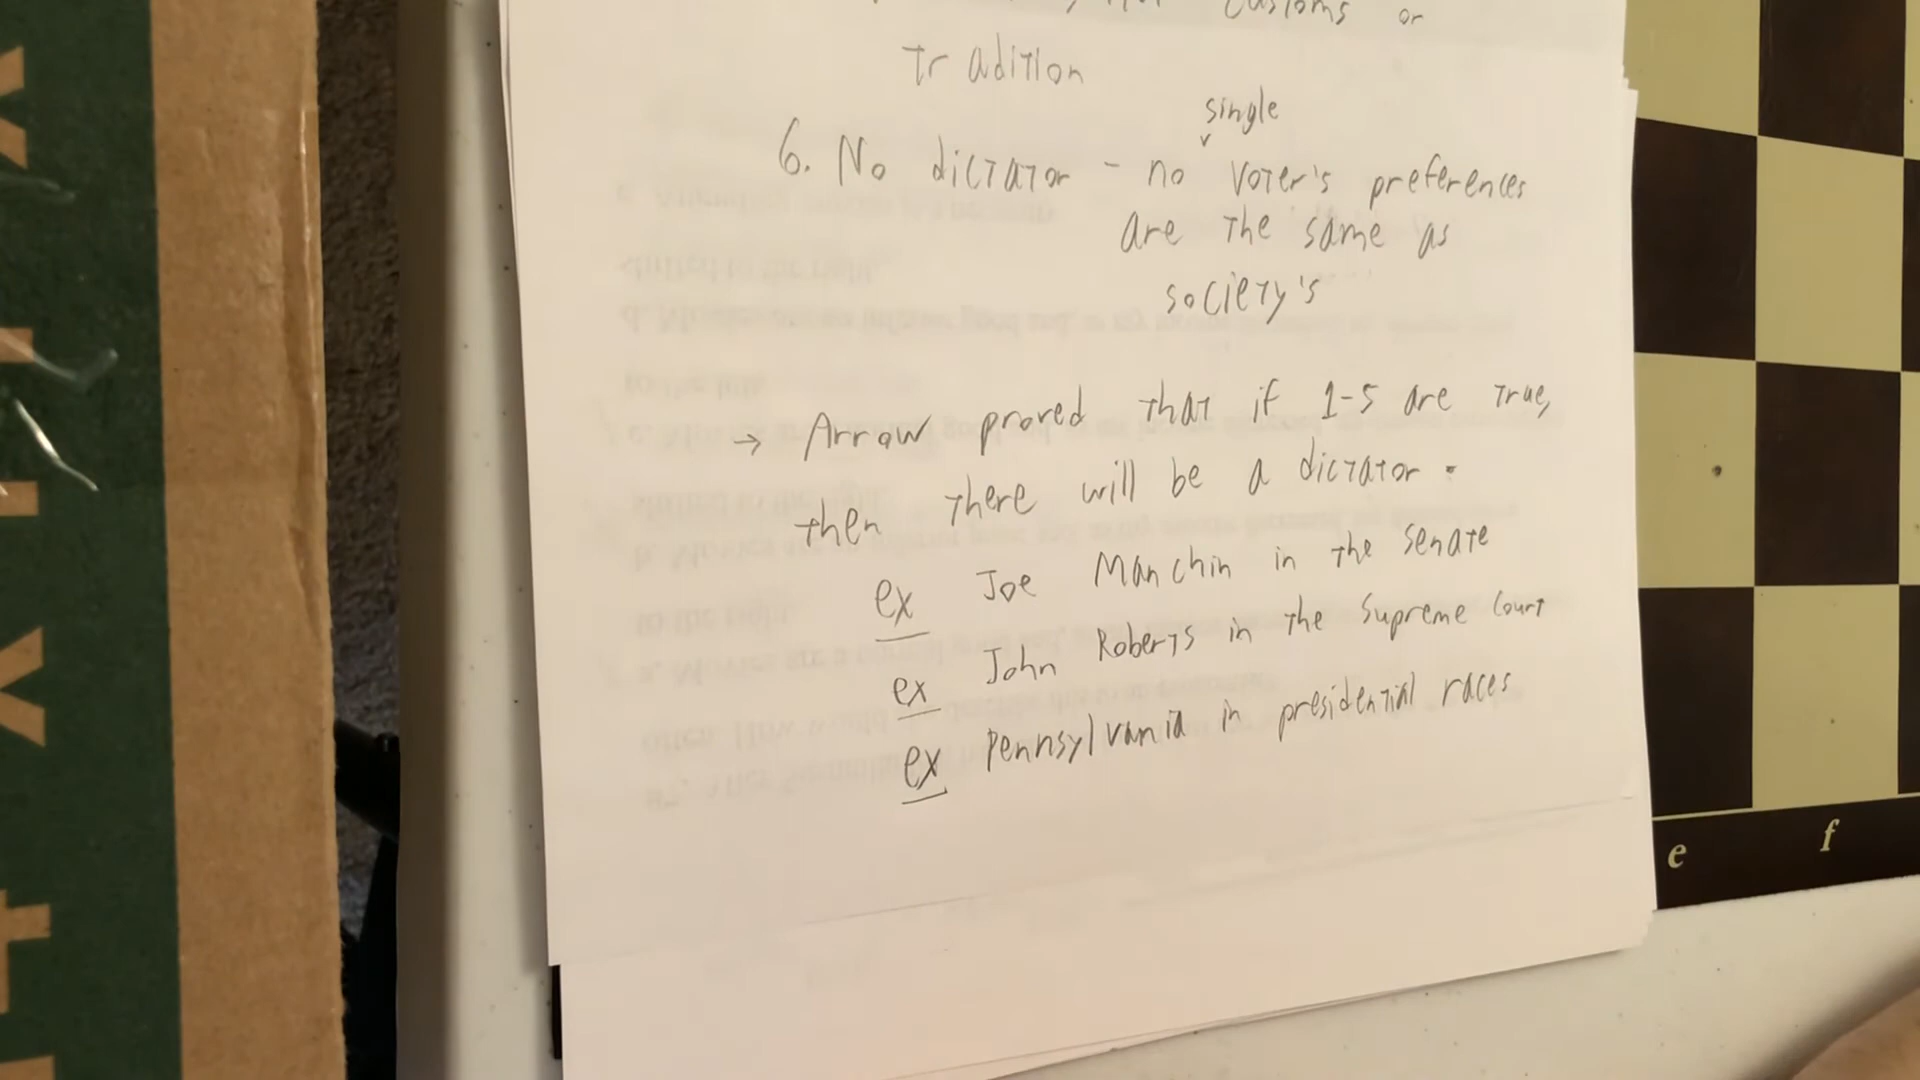 customs or
tradition
single
6. No dictator - no voter's preferences
are the same as
society's
→ Arrow proved that if 1-5 are true,
then there will be a dictator.
ex Joe Manchin in the Senate
ex John Roberts in the Supreme Court
ex Pennsylvania in presidential races
e f